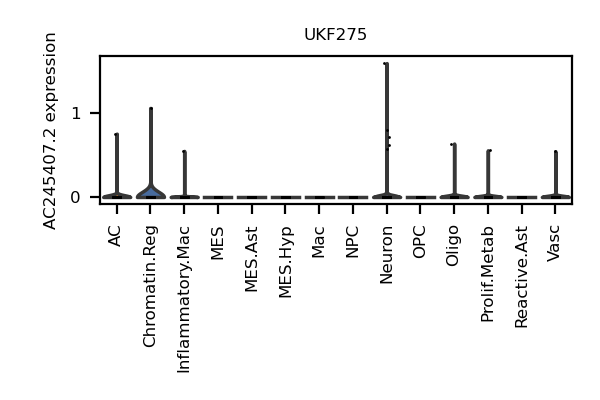 UKF275
AC245407.2 expression
1
0
AC
Chromatin.Reg
Inflammatory.Mac
MES
MES.Ast
MES.Hyp
Mac
NPC
Neuron
OPC
Oligo
Prolif.Metab
Reactive.Ast
Vasc